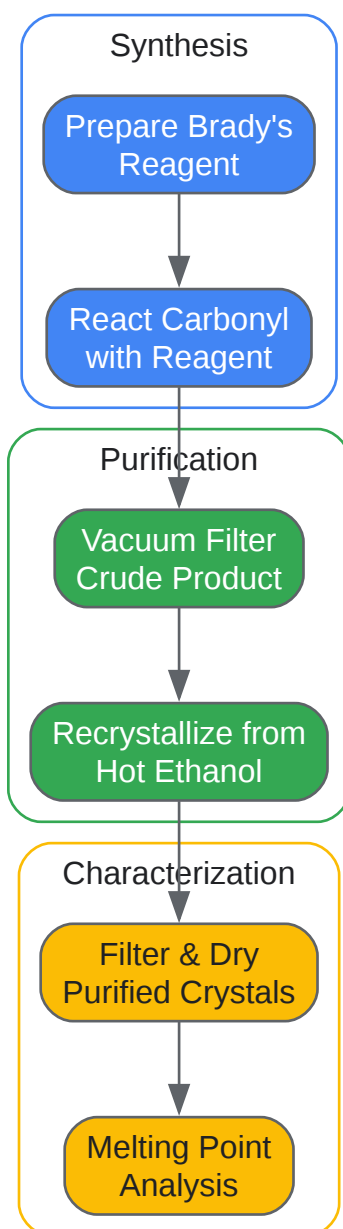 Synthesis
Prepare Brady's
Reagent
React Carbonyl
with Reagent
Purification
Vacuum Filter
Crude Product
Recrystallize from
Hot Ethanol
Characterization
Filter & Dry
Purified Crystals
Melting Point
Analysis